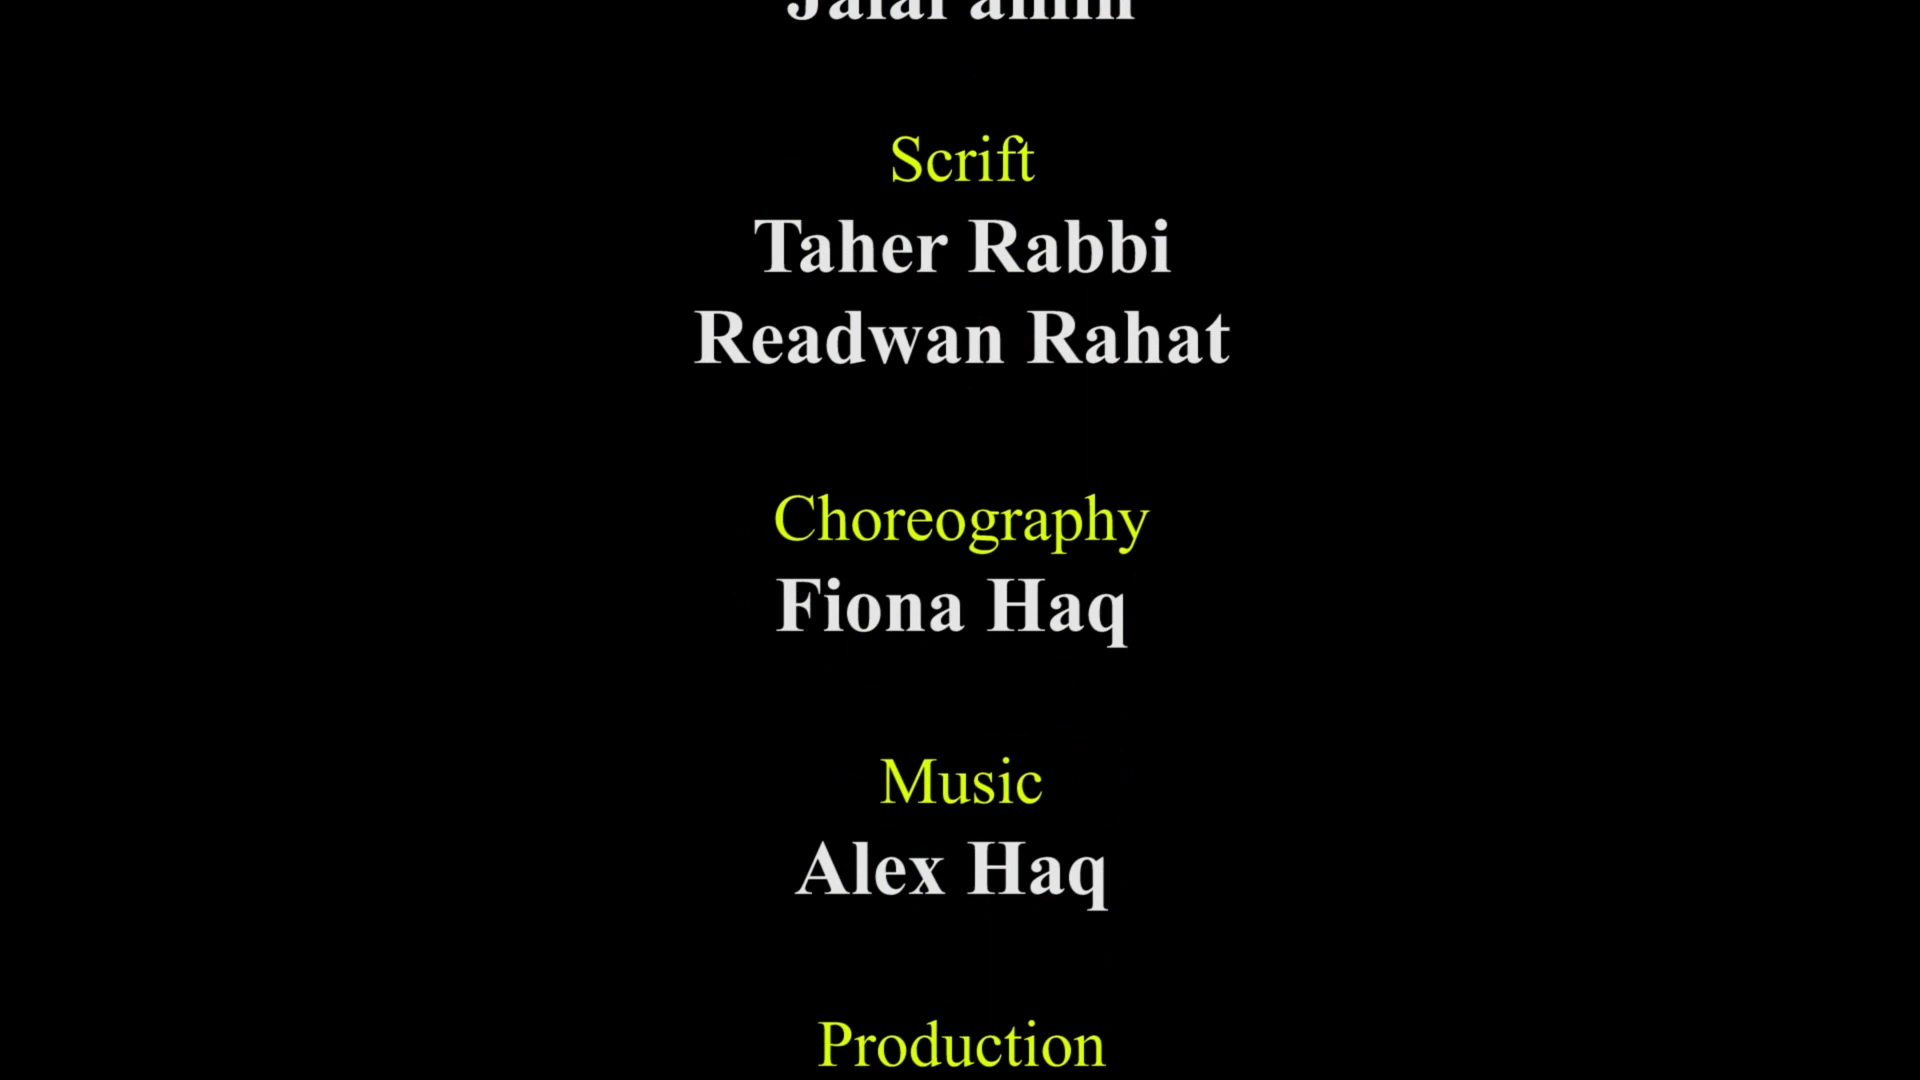 Scrift
Taher Rabbi
Readwan Rahat
Choreography
Fiona Haq
Music
Alex Haq
Production